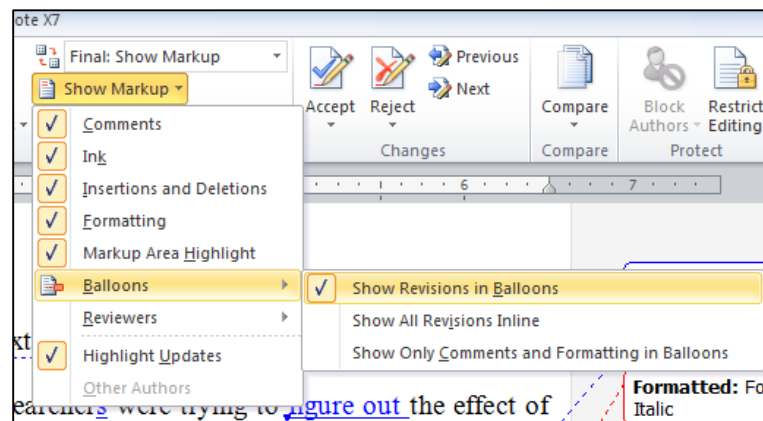 ote X7
Final: Show Markup
Show Markup
Previous
Next
Accept
Reject
Compare
Block Authors
Restrict Editing
Changes
Compare
Protect
Comments
Ink
Insertions and Deletions
Formatting
Markup Area Highlight
Balloons
Reviewers
Highlight Updates
Other Authors
6
7
Show Revisions in Balloons
Show All Revisions Inline
Show Only Comments and Formatting in Balloons
xt
earchers were trying to figure out the effect of
Formatted: Fo
Italic